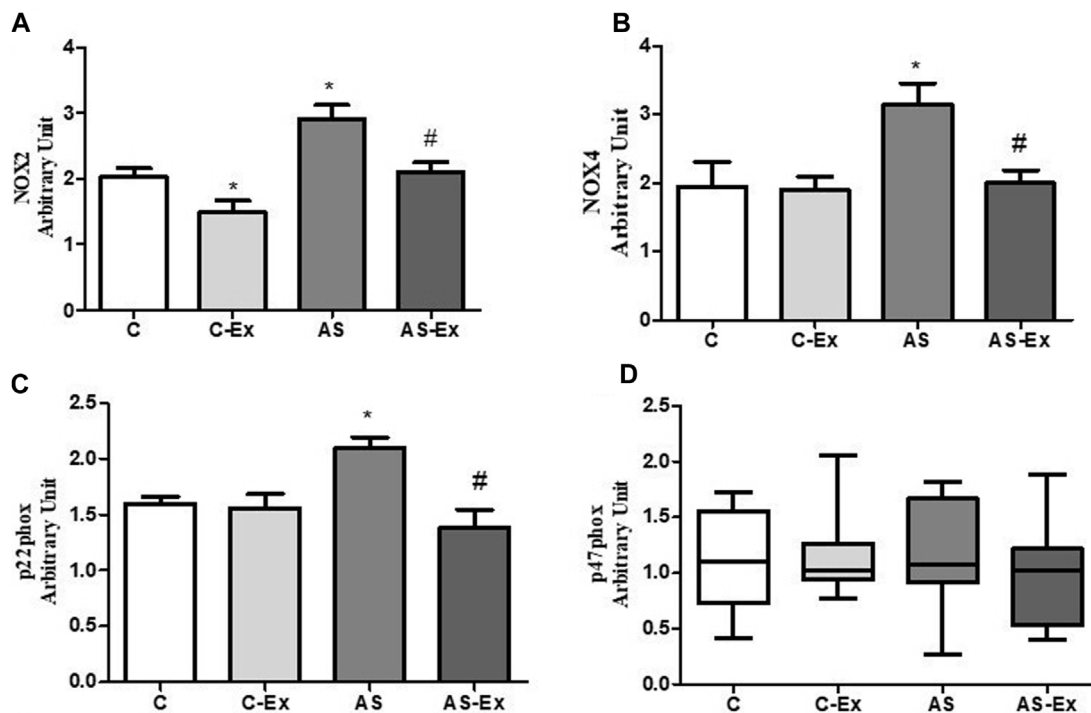 A
NOX2
Arbitrary Unit
4
3
2
1
0
*
*
#
C C-Ex AS AS-Ex
B
NOX4
Arbitrary Unit
4
3
2
1
0
*
#
C C-Ex AS AS-Ex
C
p22phox
Arbitrary Unit
2.5
2.0
1.5
1.0
0.5
0.0
*
#
C C-Ex AS AS-Ex
D
p47phox
Arbitrary Unit
2.5
2.0
1.5
1.0
0.5
0.0
C C-Ex AS AS-Ex